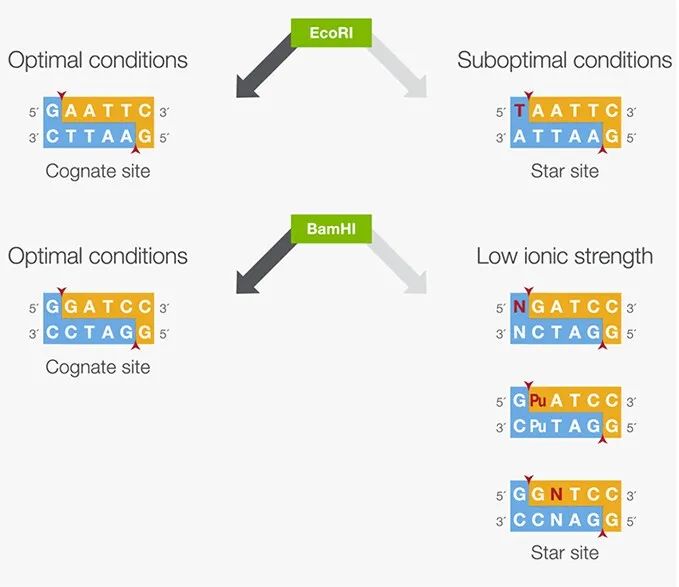 EcoRI
Optimal conditions
5′ G A A T T C 3′
3′ C T T A A G 5′
Cognate site
Suboptimal conditions
5′ T A A T T C 3′
3′ A T T A A G 5′
Star site
BamHI
Optimal conditions
5′ G G A T C C 3′
3′ C C T A G G 5′
Cognate site
Low ionic strength
5′ N G A T C C 3′
3′ N C T A G G 5′
5′ G Pu A T C C 3′
3′ C Pu T A G G 5′
5′ G G N T C C 3′
3′ C C N A G G 5′
Star site